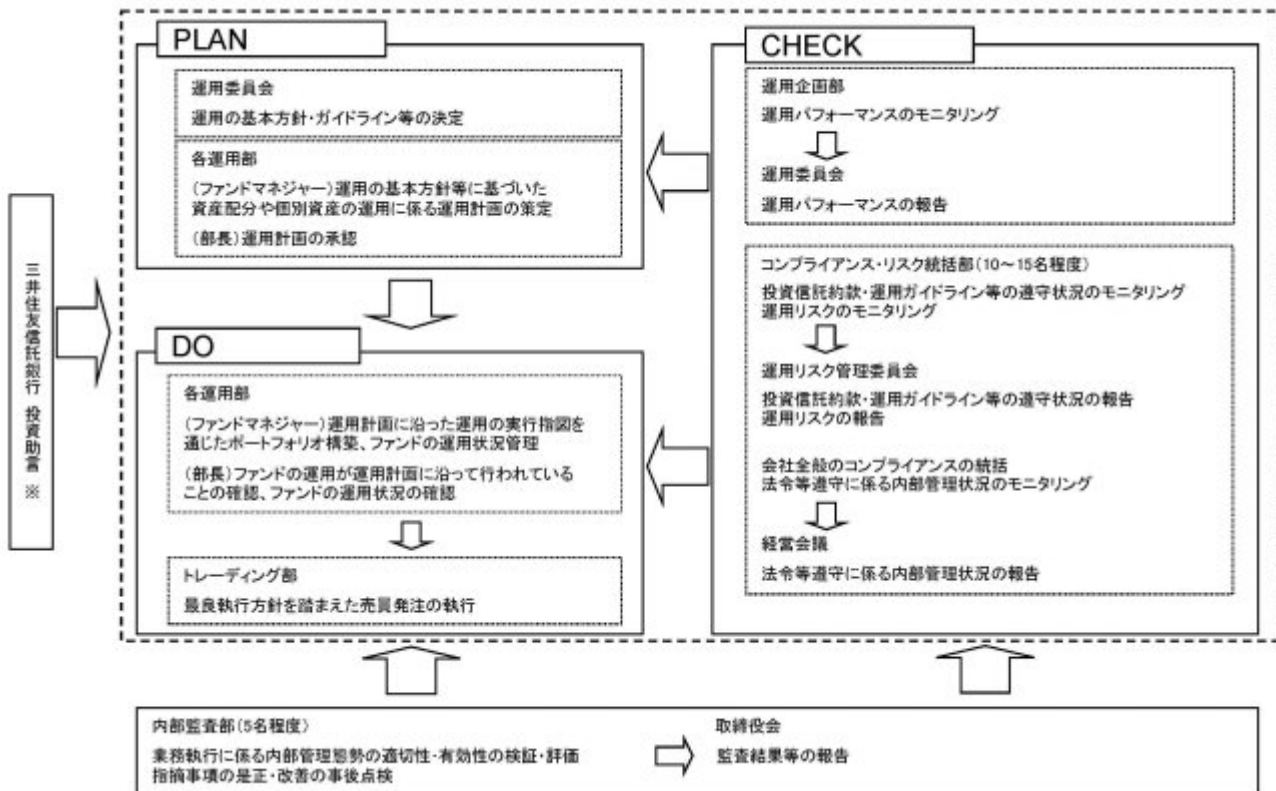 三井住友信託銀行 投資助言 ※
PLAN
運用委員会
運用の基本方針・ガイドライン等の決定
各運用部
(ファンドマネジャー)運用の基本方針等に基づいた
資産配分や個別資産の運用に係る運用計画の策定
(部長)運用計画の承認
DO
各運用部
(ファンドマネジャー)運用計画に沿った運用の実行指図を
通じたポートフォリオ構築、ファンドの運用状況管理
(部長)ファンドの運用が運用計画に沿って行われている
ことの確認、ファンドの運用状況の確認
トレーディング部
最良執行方針を踏まえた売買発注の執行
CHECK
運用企画部
運用パフォーマンスのモニタリング
運用委員会
運用パフォーマンスの報告
コンプライアンス・リスク統括部(10～15名程度)
投資信託約款・運用ガイドライン等の遵守状況のモニタリング
運用リスクのモニタリング
運用リスク管理委員会
投資信託約款・運用ガイドライン等の遵守状況の報告
運用リスクの報告
会社全般のコンプライアンスの統括
法令等遵守に係る内部管理状況のモニタリング
経営会議
法令等遵守に係る内部管理状況の報告
内部監査部(5名程度)
業務執行に係る内部管理態勢の適切性・有効性の検証・評価
指摘事項の是正・改善の事後点検
取締役会
監査結果等の報告